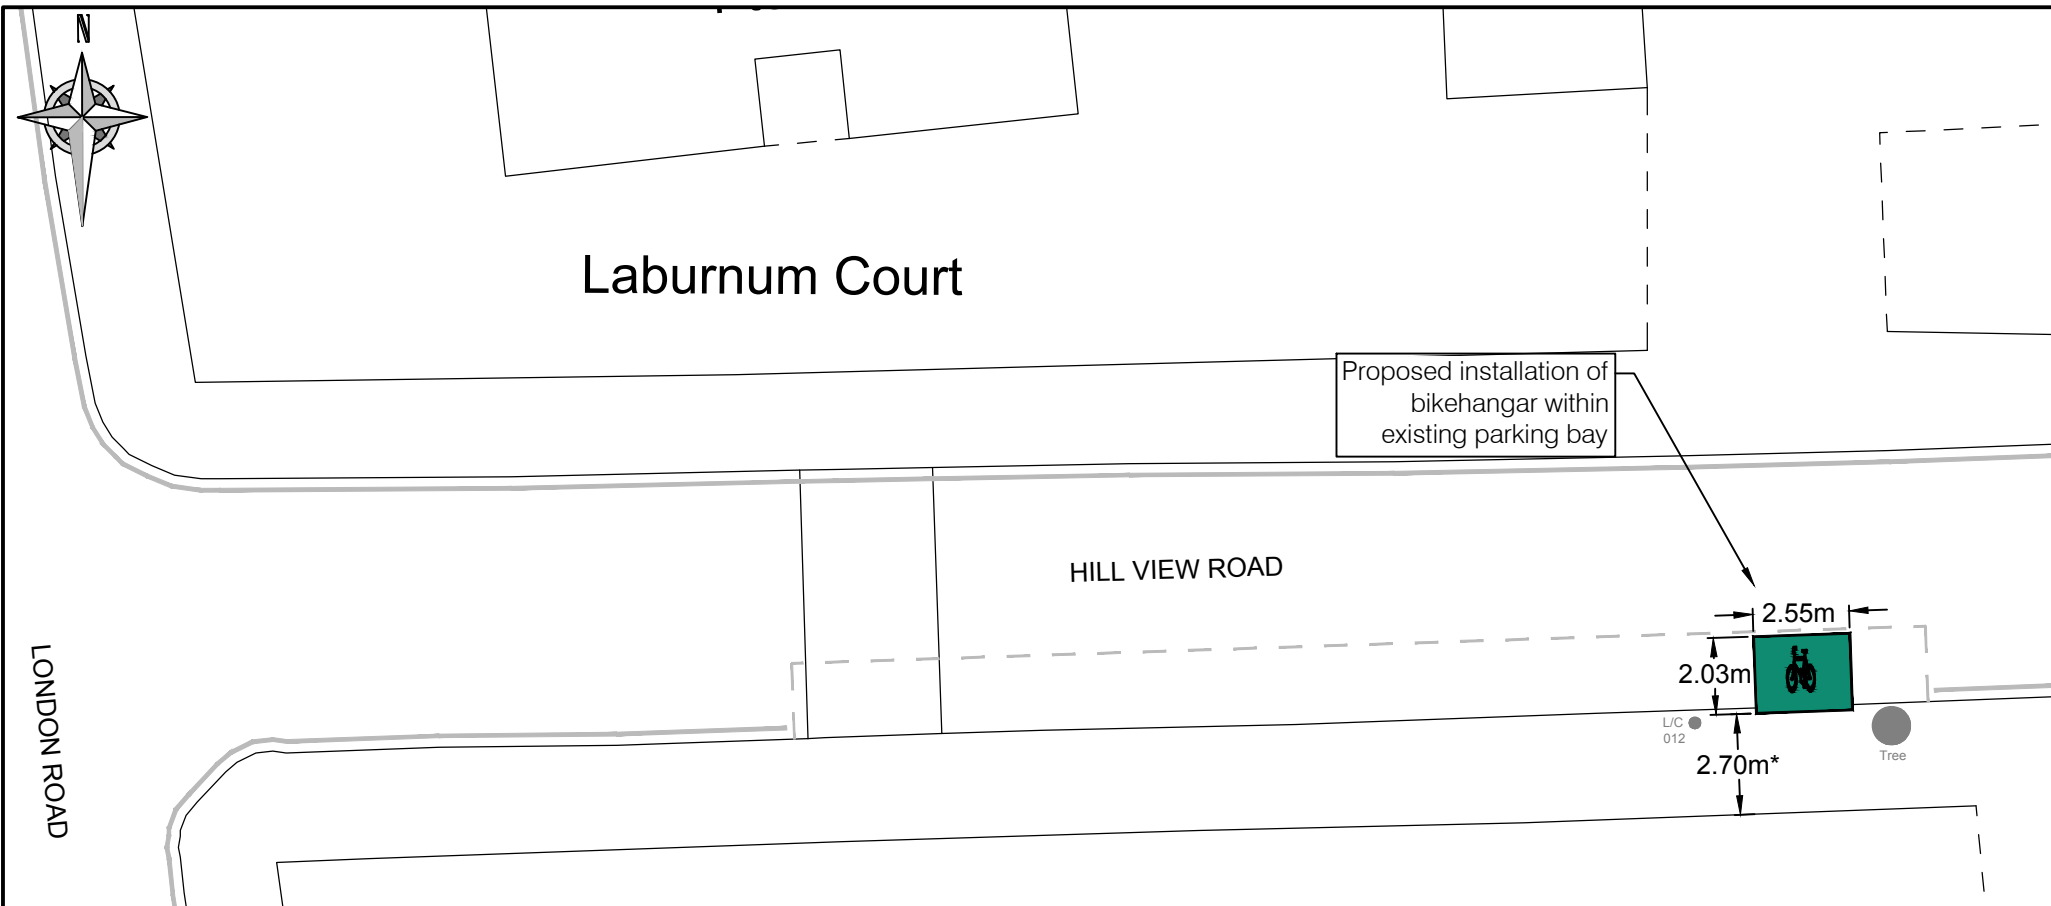 N
Laburnum Court
Proposed installation of
bikehangar within
existing parking bay
HILL VIEW ROAD
2.55m
2.03m
L/C
012
Tree
2.70m*
LONDON ROAD